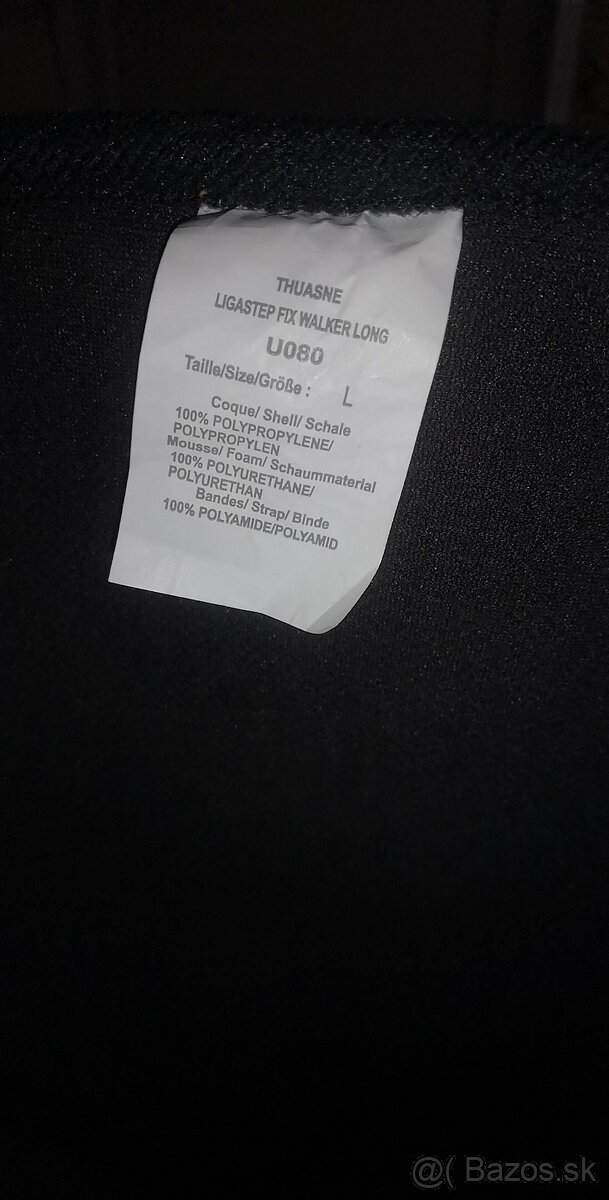 THUASNE
LIGASTEP FIX WALKER LONG
U080
Taille/Size/Größe : L
Coque/ Shell/ Schale
100% POLYPROPYLENE/
POLYPROPYLEN
Mousse/ Foam/ Schaummaterial
100% POLYURETHANE/
POLYURETHAN
Bandes/ Strap/ Binde
100% POLYAMIDE/POLYAMID
@( Bazos.sk